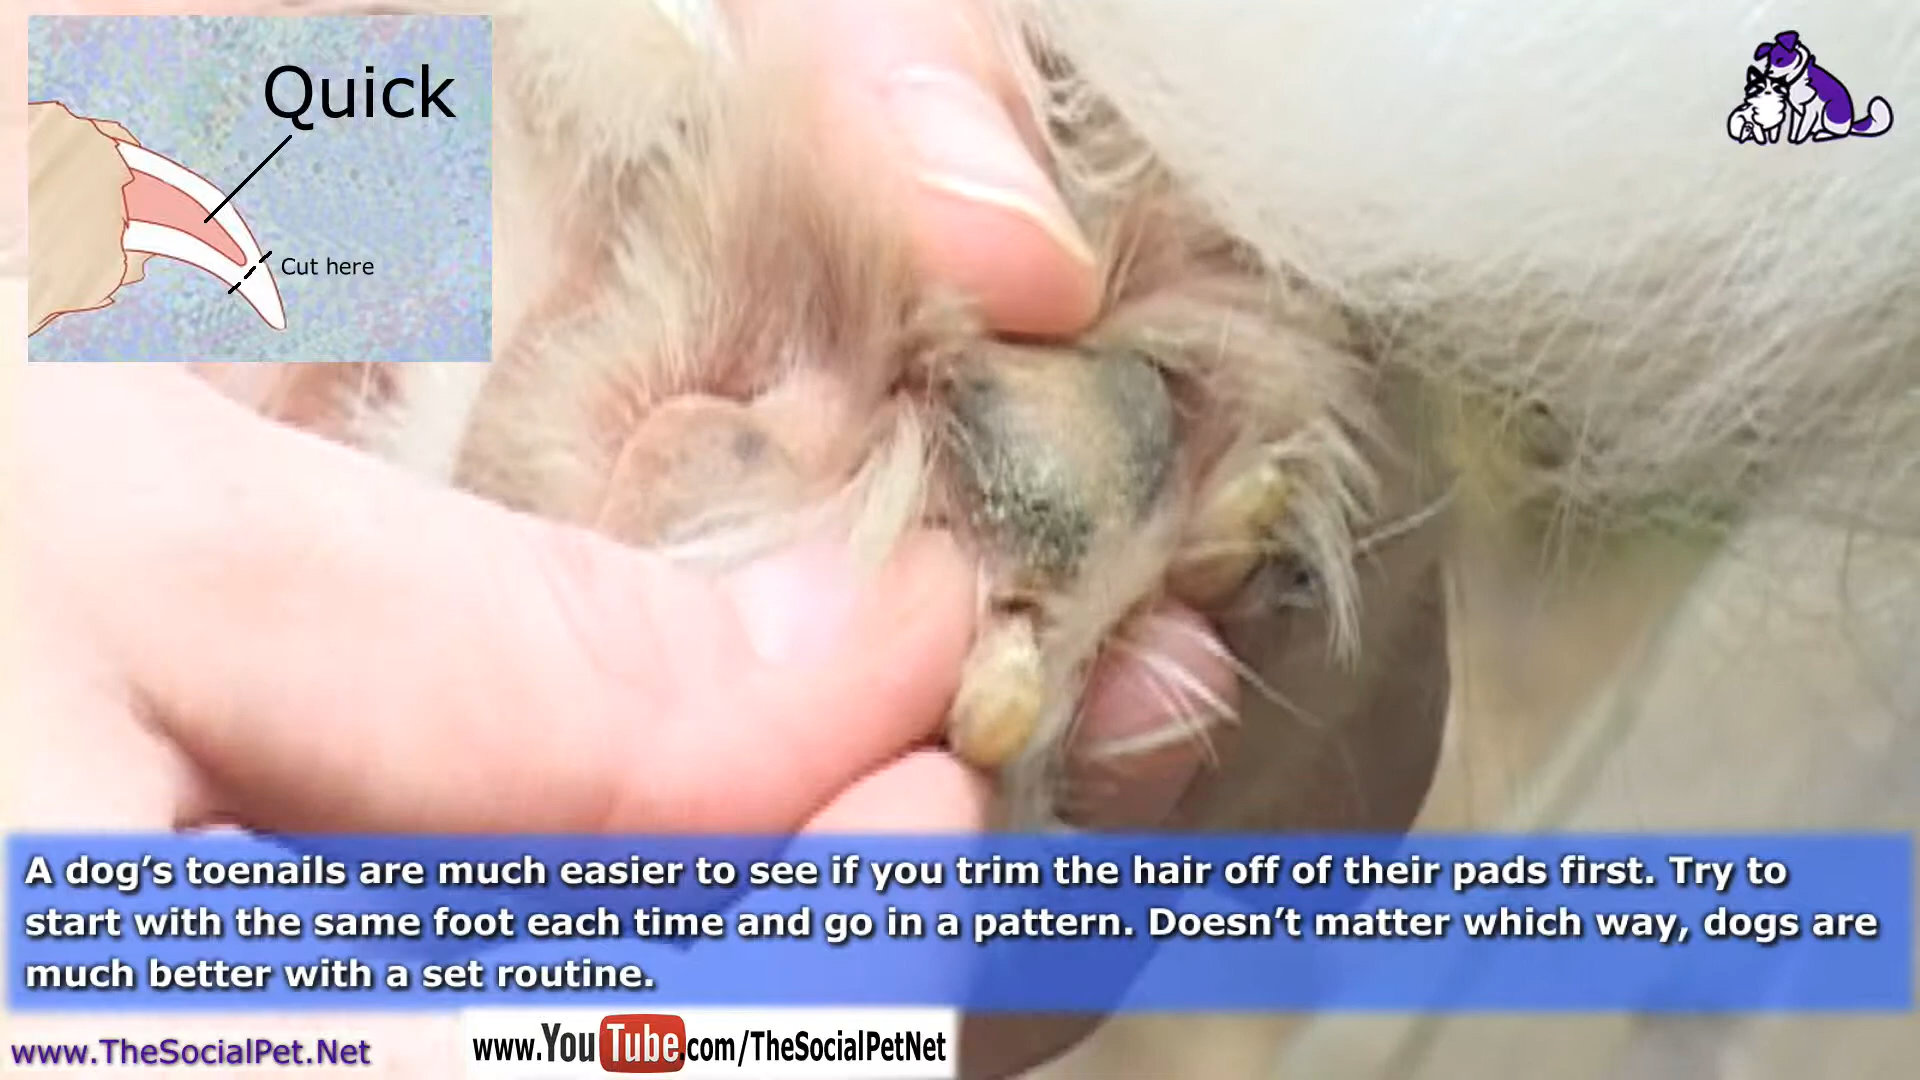 Quick
Cut here
A dog’s toenails are much easier to see if you trim the hair off of their pads first. Try to
start with the same foot each time and go in a pattern. Doesn’t matter which way, dogs are
much better with a set routine.
www.TheSocialPet.Net
www.YouTube.com/TheSocialPetNet